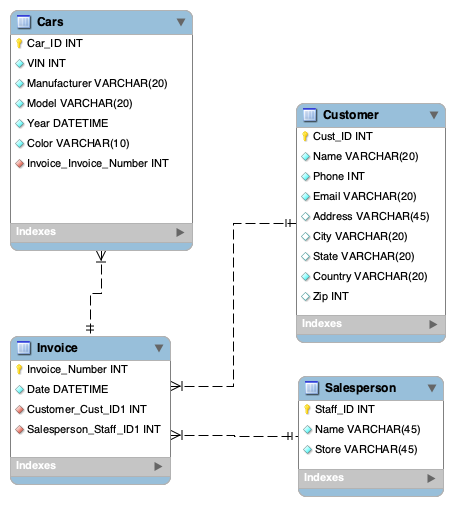 Cars
Car_ID INT
VIN INT
Manufacturer VARCHAR(20)
Model VARCHAR(20)
Year DATETIME
Color VARCHAR(10)
Invoice_Invoice_Number INT
Indexes
Customer
Cust_ID INT
Name VARCHAR(20)
Phone INT
Email VARCHAR(20)
Address VARCHAR(45)
City VARCHAR(20)
State VARCHAR(20)
Country VARCHAR(20)
Zip INT
Indexes
Invoice
Invoice_Number INT
Date DATETIME
Customer_Cust_ID1 INT
Salesperson_Staff_ID1 INT
Indexes
Salesperson
Staff_ID INT
Name VARCHAR(45)
Store VARCHAR(45)
Indexes